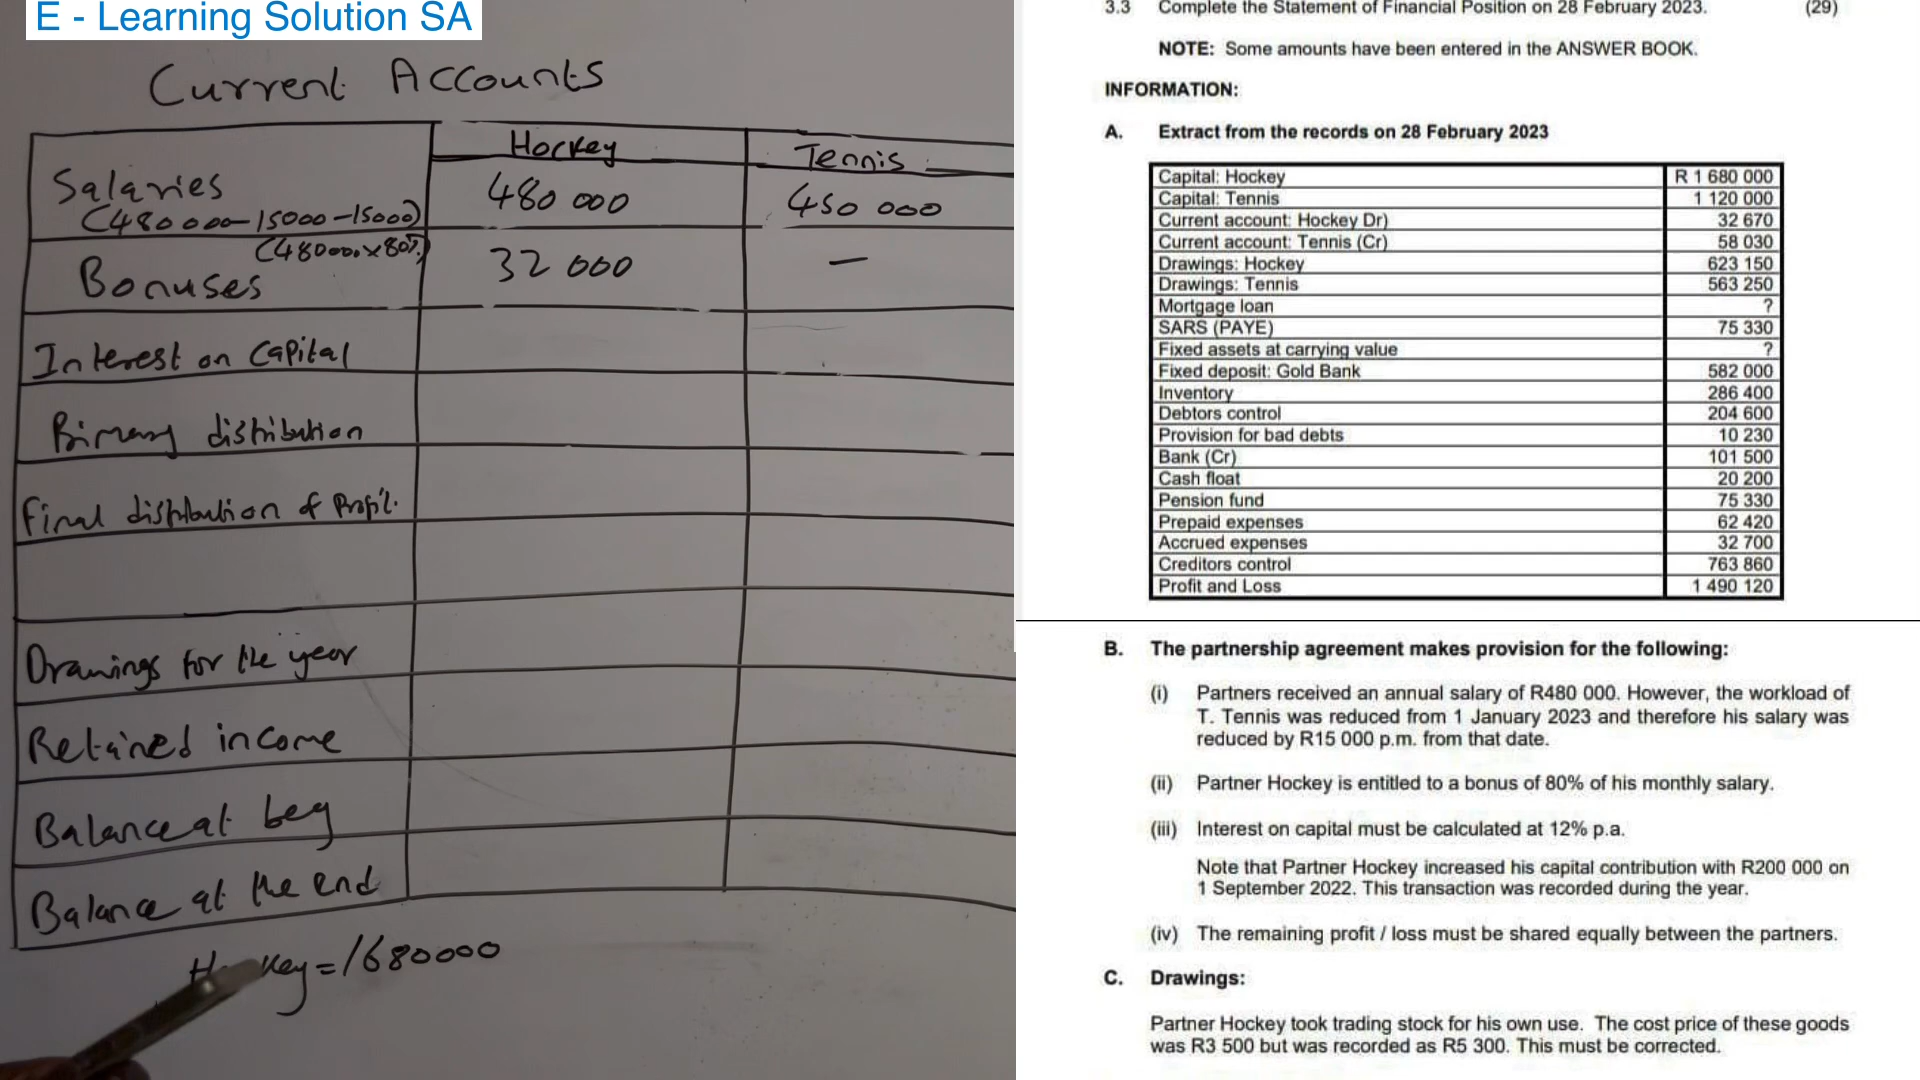 E - Learning Solution SA
Current Accounts
Hockey
Tennis
Salaries
480 000
450 000
(480000-15000-15000)
(480000x80%)
Bonuses
32 000
—
Interest on Capital
Primary distribution
Final distribution of Profit.
Drawings for the year
Retained income
Balance at beg
Balance at the end
=1680000
3.3 Complete the Statement of Financial Position on 28 February 2023. (29)
NOTE: Some amounts have been entered in the ANSWER BOOK.
INFORMATION:
A. Extract from the records on 28 February 2023
Capital: Hockey R 1 680 000
Capital: Tennis 1 120 000
Current account: Hockey Dr) 32 670
Current account: Tennis (Cr) 58 030
Drawings: Hockey 623 150
Drawings: Tennis 563 250
Mortgage loan ?
SARS (PAYE) 75 330
Fixed assets at carrying value ?
Fixed deposit: Gold Bank 582 000
Inventory 286 400
Debtors control 204 600
Provision for bad debts 10 230
Bank (Cr) 101 500
Cash float 20 200
Pension fund 75 330
Prepaid expenses 62 420
Accrued expenses 32 700
Creditors control 763 860
Profit and Loss 1 490 120
B. The partnership agreement makes provision for the following:
(i) Partners received an annual salary of R480 000. However, the workload of
T. Tennis was reduced from 1 January 2023 and therefore his salary was
reduced by R15 000 p.m. from that date.
(ii) Partner Hockey is entitled to a bonus of 80% of his monthly salary.
(iii) Interest on capital must be calculated at 12% p.a.
Note that Partner Hockey increased his capital contribution with R200 000 on
1 September 2022. This transaction was recorded during the year.
(iv) The remaining profit / loss must be shared equally between the partners.
C. Drawings:
Partner Hockey took trading stock for his own use. The cost price of these goods
was R3 500 but was recorded as R5 300. This must be corrected.